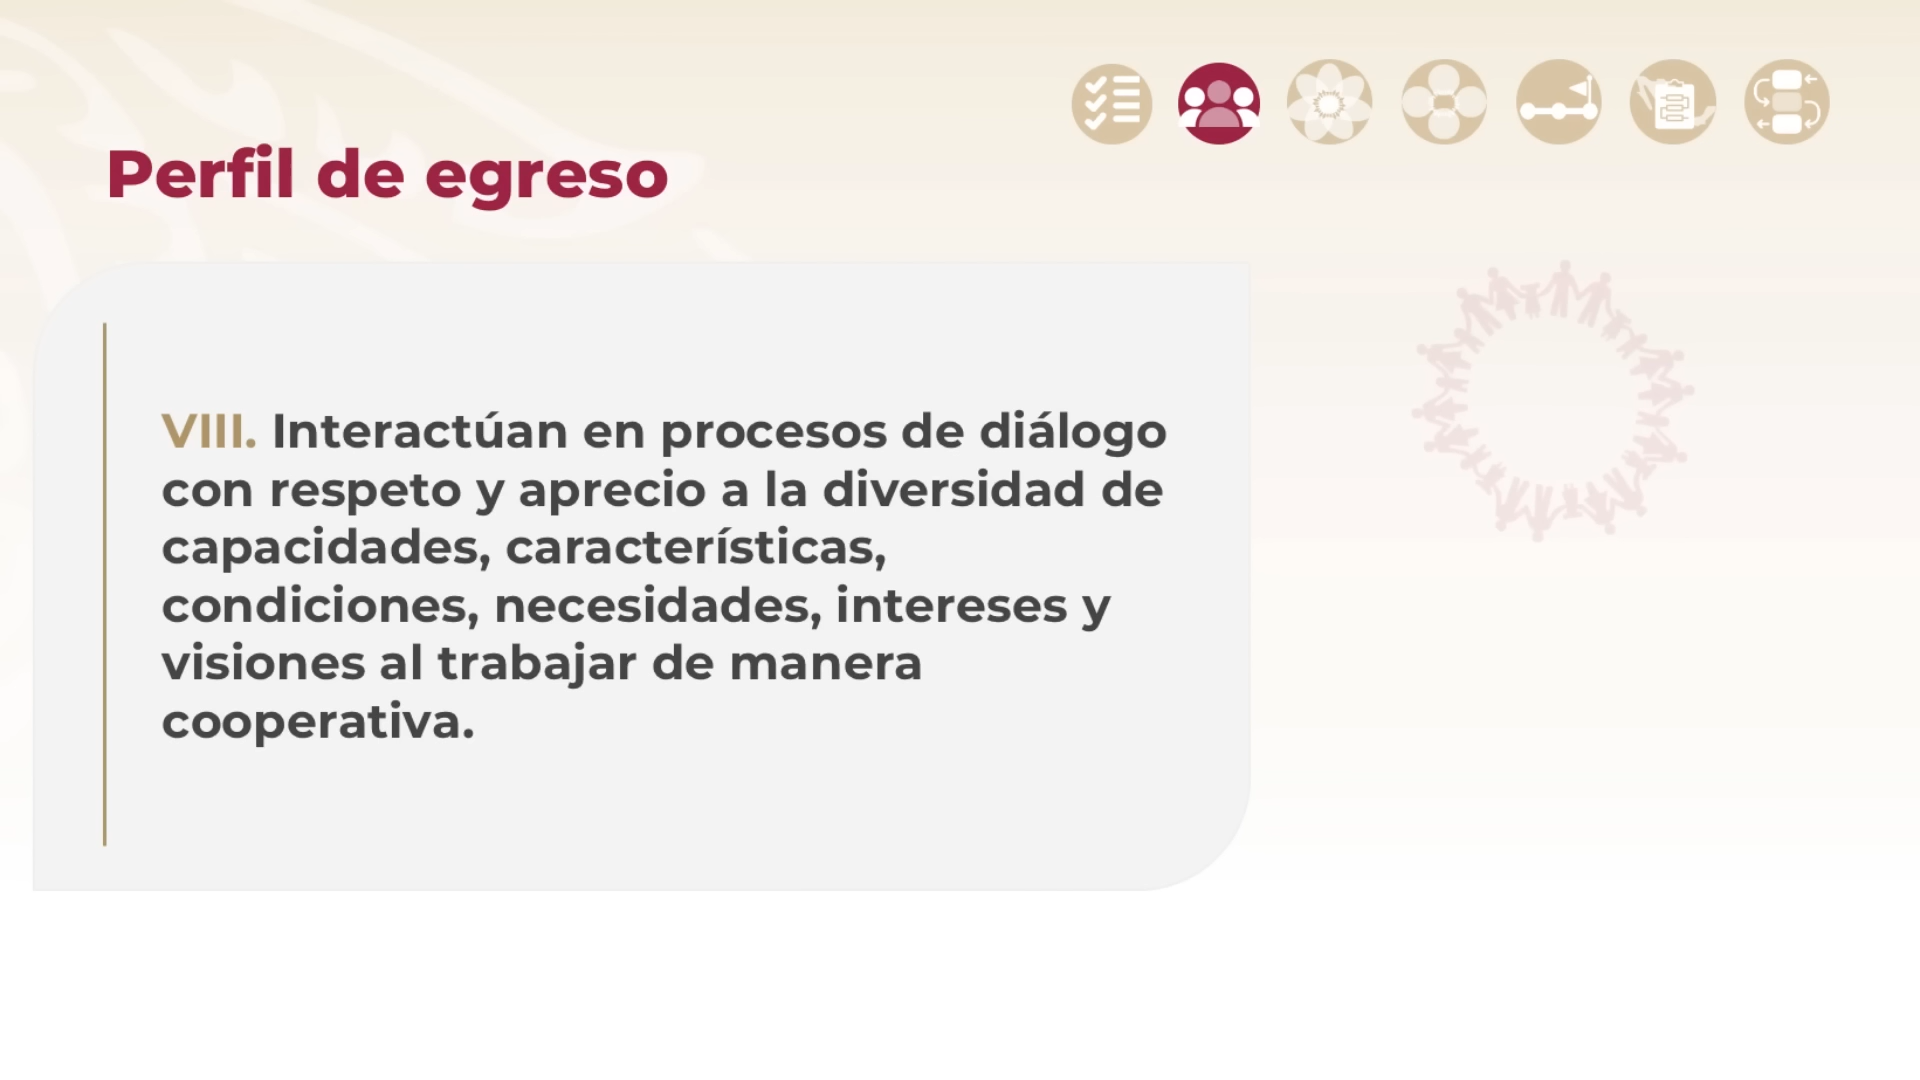 Perfil de egreso
VIII. Interactúan en procesos de diálogo
con respeto y aprecio a la diversidad de
capacidades, características,
condiciones, necesidades, intereses y
visiones al trabajar de manera
cooperativa.